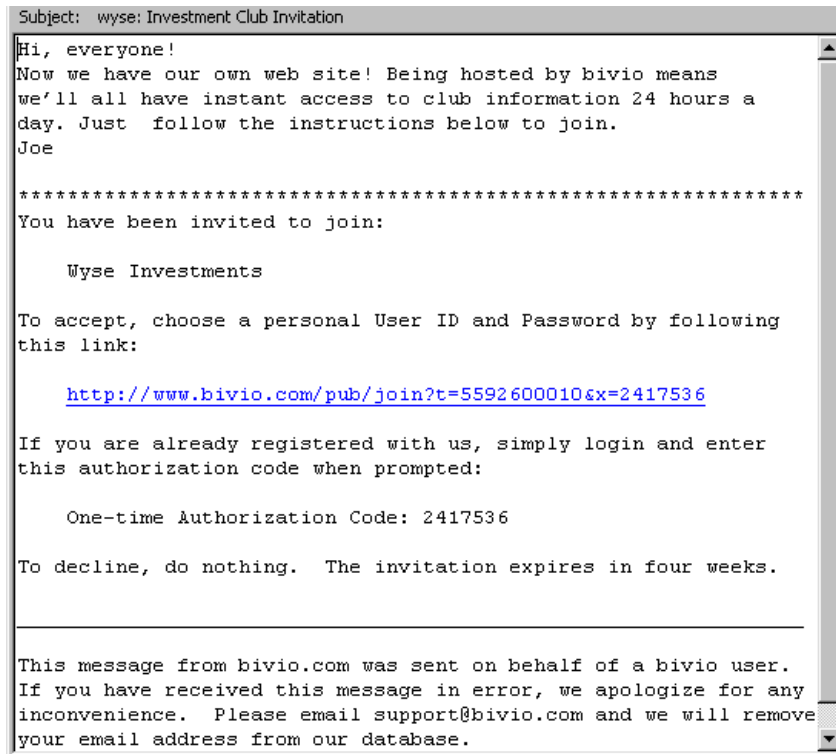 Subject: wyse: Investment Club Invitation
Hi, everyone!
Now we have our own web site! Being hosted by bivio means
we'll all have instant access to club information 24 hours a
day. Just  follow the instructions below to join.
Joe
****************************************************************
You have been invited to join:
Wyse Investments
To accept, choose a personal User ID and Password by following
this link:
http://www.bivio.com/pub/join?t=5592600010&x=2417536
If you are already registered with us, simply login and enter
this authorization code when prompted:
One-time Authorization Code: 2417536
To decline, do nothing.  The invitation expires in four weeks.
This message from bivio.com was sent on behalf of a bivio user.
If you have received this message in error, we apologize for any
inconvenience.  Please email support@bivio.com and we will remove
your email address from our database.